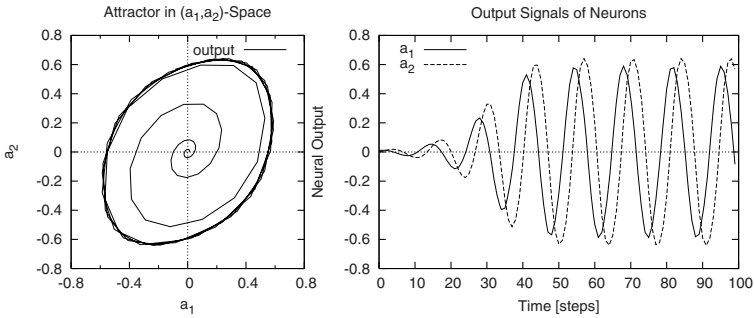 Attractor in (a1,a2)-Space
0.8
0.6
0.4
0.2
0
-0.2
-0.4
-0.6
-0.8
a2
output
-0.8
-0.4
0
0.4
0.8
a1
Output Signals of Neurons
0.8
0.6
0.4
0.2
0
-0.2
-0.4
-0.6
-0.8
Neural Output
a1
a2
0 10 20 30 40 50 60 70 80 90 100
Time [steps]